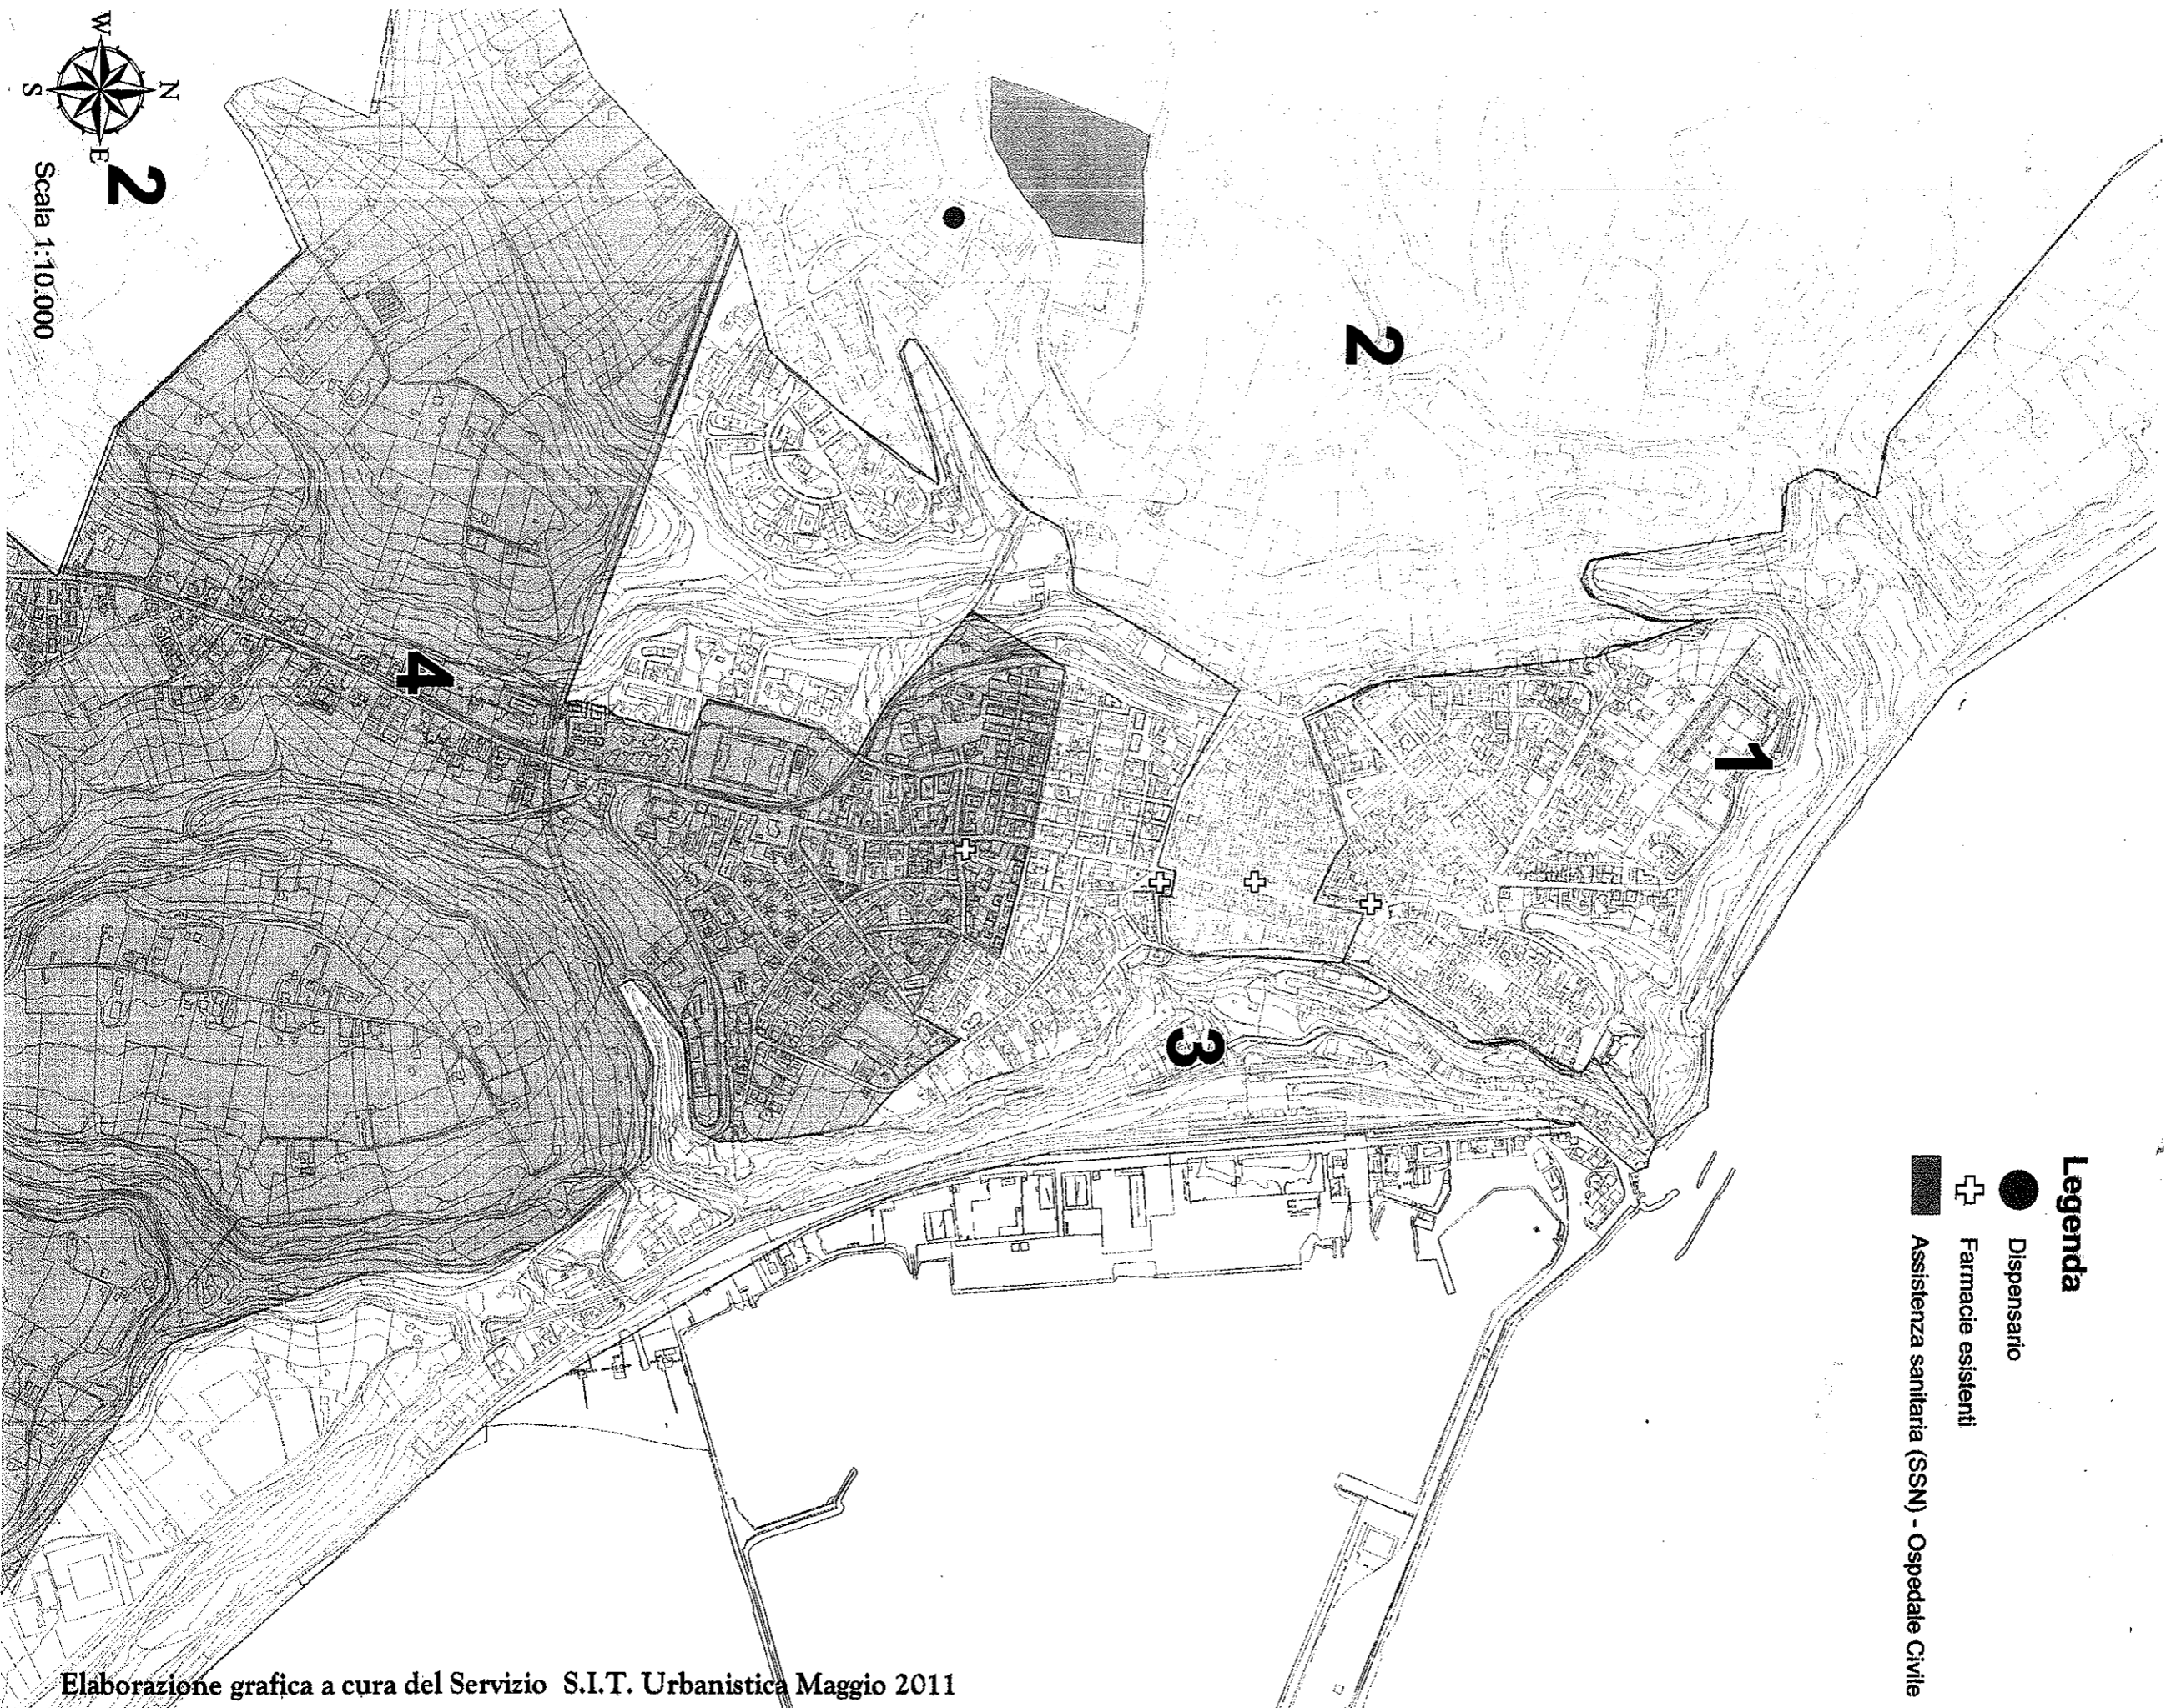 N
W
E
S
Scala 1:10.000
2
2
1
3
4
Legenda
Dispensario
Farmacie esistenti
Assistenza sanitaria (SSN) - Ospedale Civile
Elaborazione grafica a cura del Servizio S.I.T. Urbanistica Maggio 2011